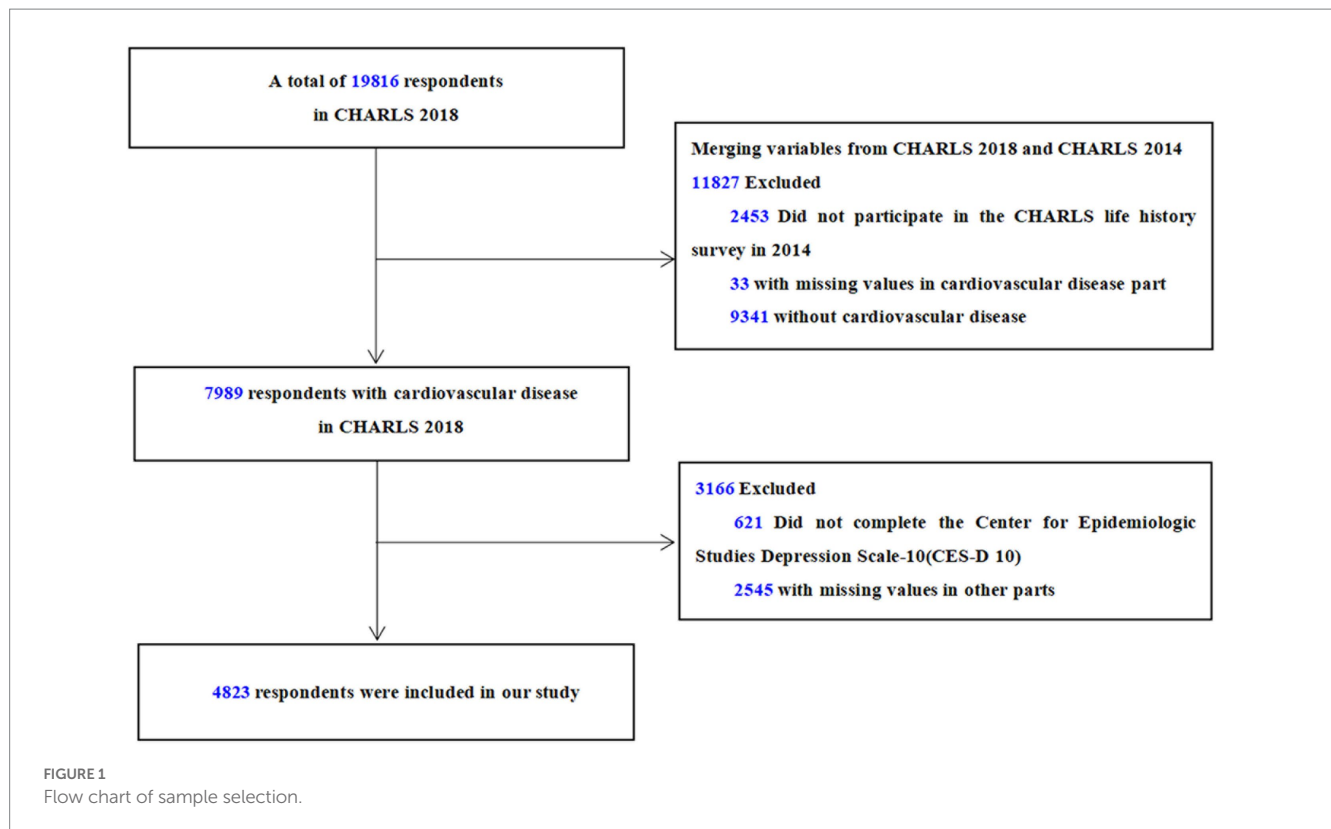 A total of 19816 respondents
in CHARLS 2018
Merging variables from CHARLS 2018 and CHARLS 2014
11827 Excluded
2453 Did not participate in the CHARLS life history
survey in 2014
33 with missing values in cardiovascular disease part
9341 without cardiovascular disease
7989 respondents with cardiovascular disease
in CHARLS 2018
3166 Excluded
621 Did not complete the Center for Epidemiologic
Studies Depression Scale-10(CES-D 10)
2545 with missing values in other parts
4823 respondents were included in our study
FIGURE 1
Flow chart of sample selection.